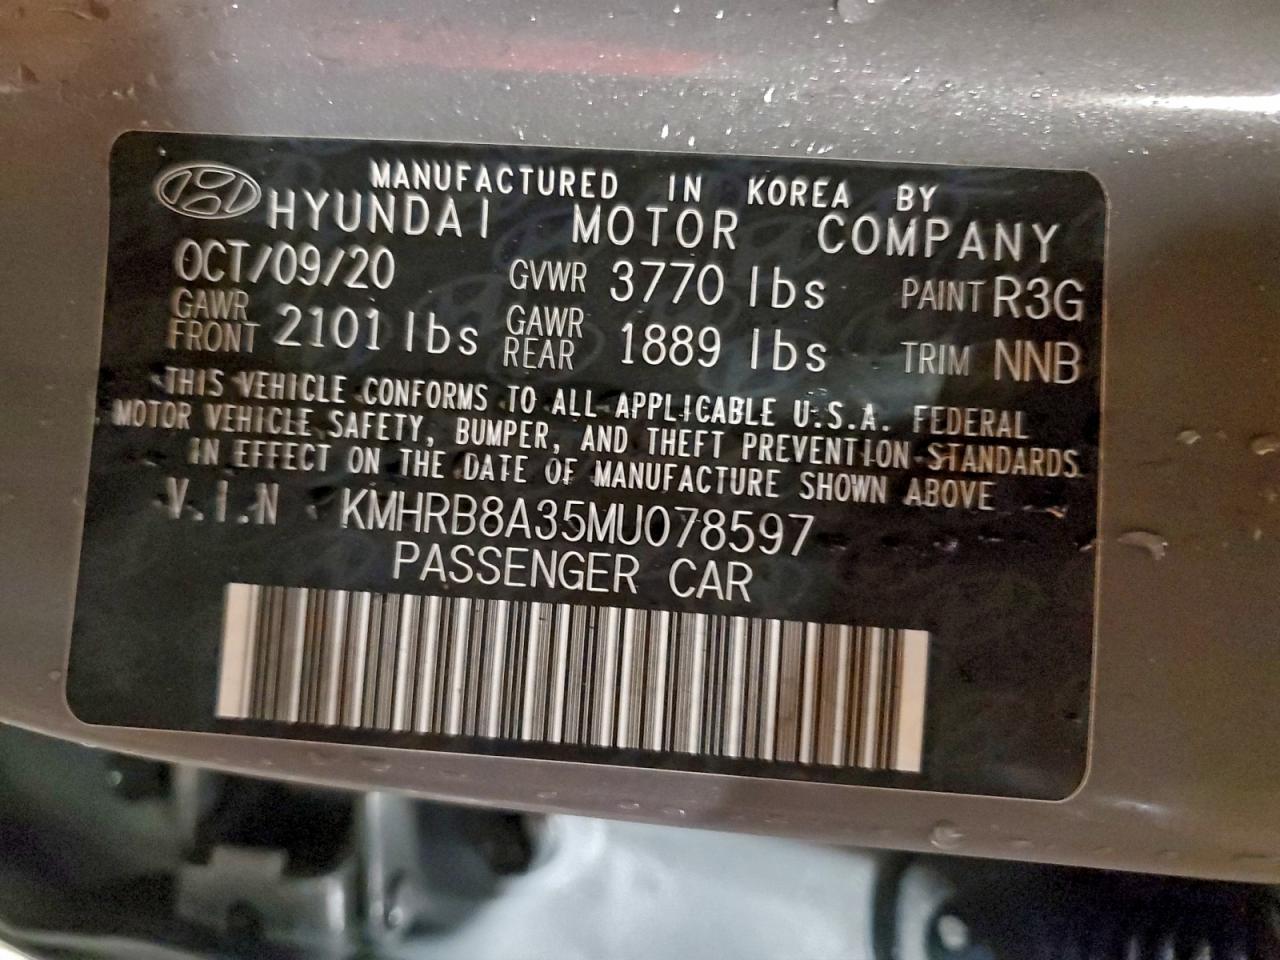 MANUFACTURED IN KOREA BY
HYUNDAI MOTOR COMPANY
OCT/09/20 GVWR 3770 lbs PAINT R3G
GAWR FRONT 2101 lbs GAWR REAR 1889 lbs TRIM NNB
THIS VEHICLE CONFORMS TO ALL APPLICABLE U.S.A. FEDERAL
MOTOR VEHICLE SAFETY, BUMPER, AND THEFT PREVENTION STANDARDS
IN EFFECT ON THE DATE OF MANUFACTURE SHOWN ABOVE
V.I.N KMHRB8A35MU078597
PASSENGER CAR